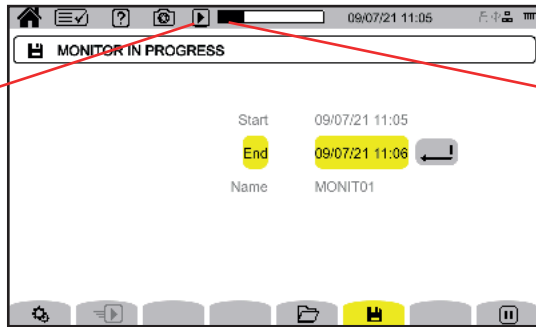 09/07/21 11:05
MONITOR IN PROGRESS
Start 09/07/21 11:05
End 09/07/21 11:06
Name MONIT01